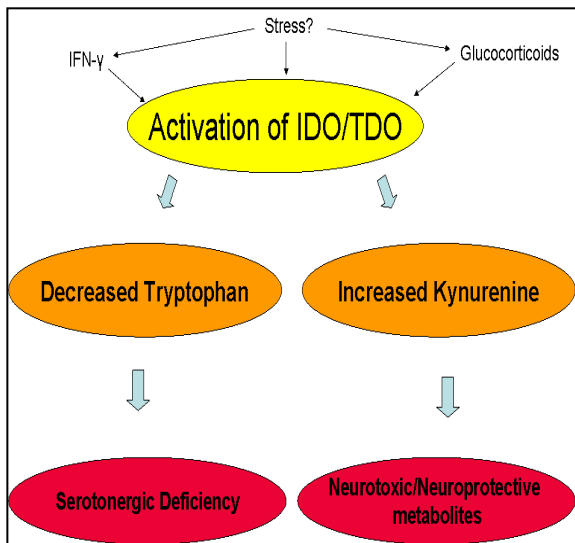 Stress?
IFN-γ
Glucocorticoids
Activation of IDO/TDO
Decreased Tryptophan
Increased Kynurenine
Serotonergic Deficiency
Neurotoxic/Neuroprotective
metabolites